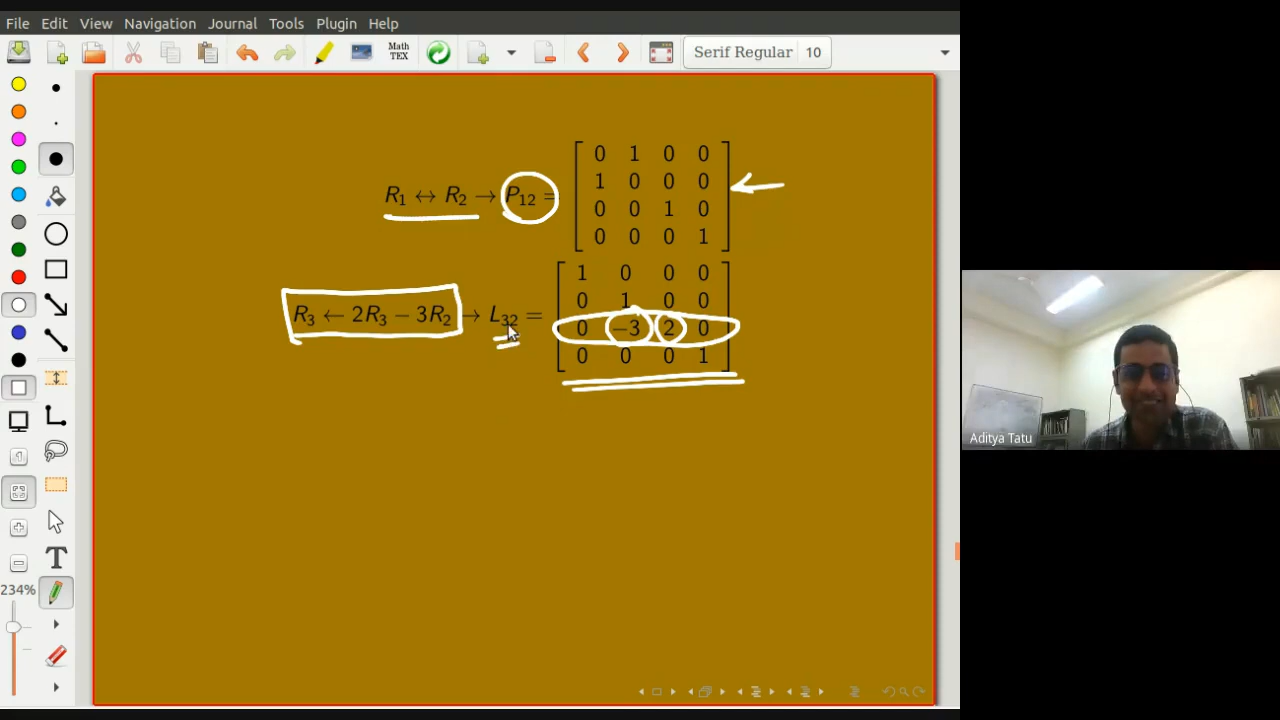 File Edit View Navigation Journal Tools Plugin Help
Math TEX
Serif Regular 10
R1 ↔ R2 → P12 =
0 1 0 0
1 0 0 0
0 0 1 0
0 0 0 1
R3 ← 2R3 − 3R2 → L32 =
1 0 0 0
0 1 0 0
0 −3 2 0
0 0 0 1
234%
T
Aditya Tatu